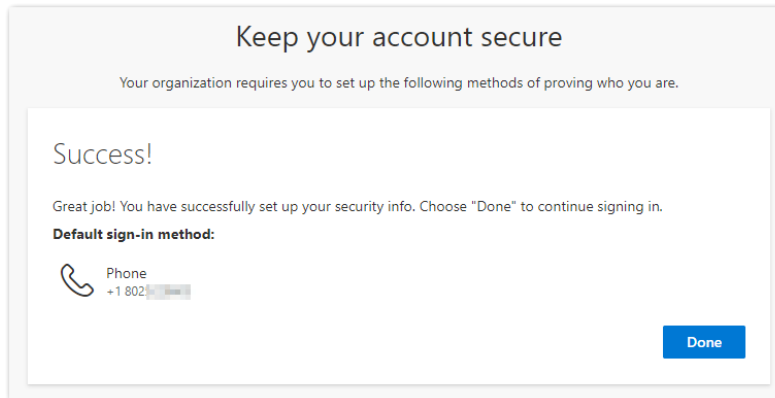 Keep your account secure
Your organization requires you to set up the following methods of proving who you are.
Success!
Great job! You have successfully set up your security info. Choose "Done" to continue signing in.
Default sign-in method:
Phone
+1 802
Done